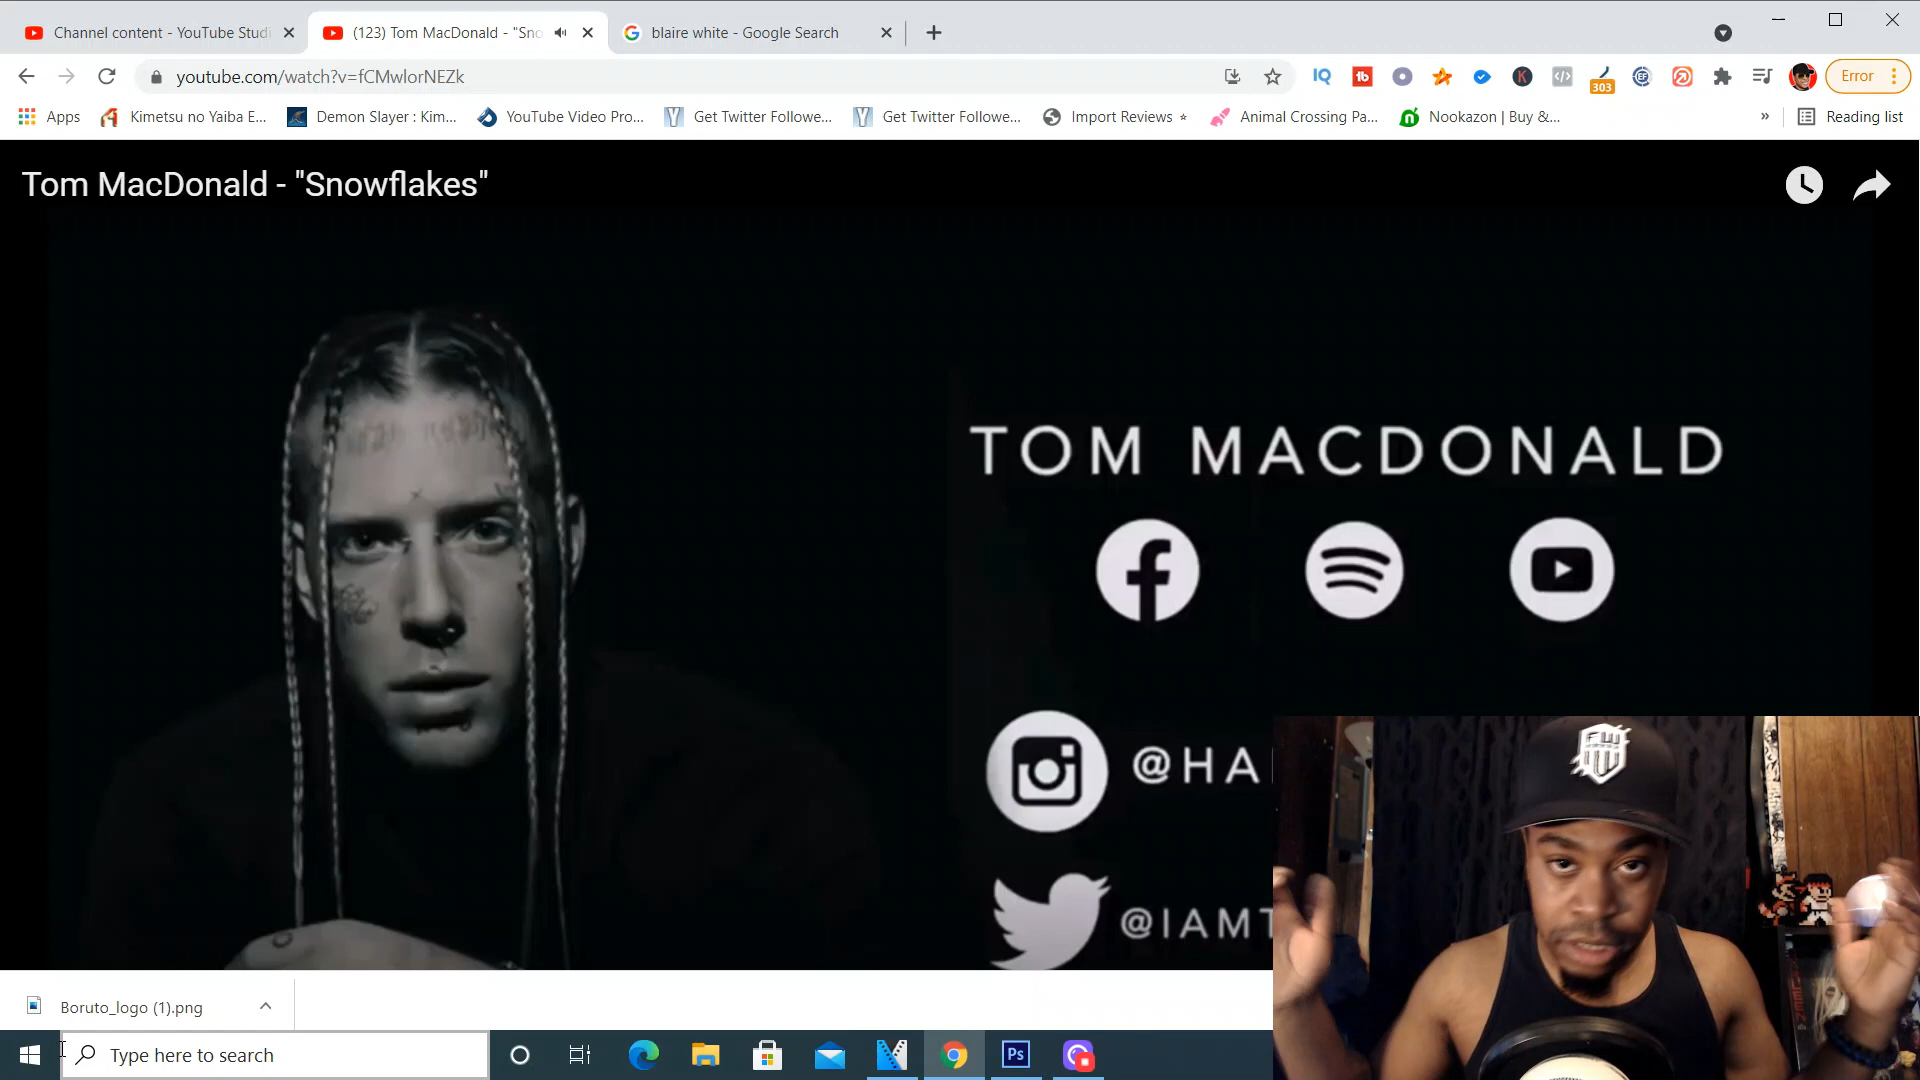 Channel content - YouTube Studi
(123) Tom MacDonald - "Sno
blaire white - Google Search
youtube.com/watch?v=fCMwlorNEZk
303
Error
Apps
Kimetsu no Yaiba E...
Demon Slayer : Kim...
YouTube Video Pro...
Get Twitter Followe...
Get Twitter Followe...
Import Reviews
Animal Crossing Pa...
Nookazon | Buy &...
Reading list
Tom MacDonald - "Snowflakes"
TOM MACDONALD
@HA
@IAMT
Boruto_logo (1).png
Type here to search
Ps